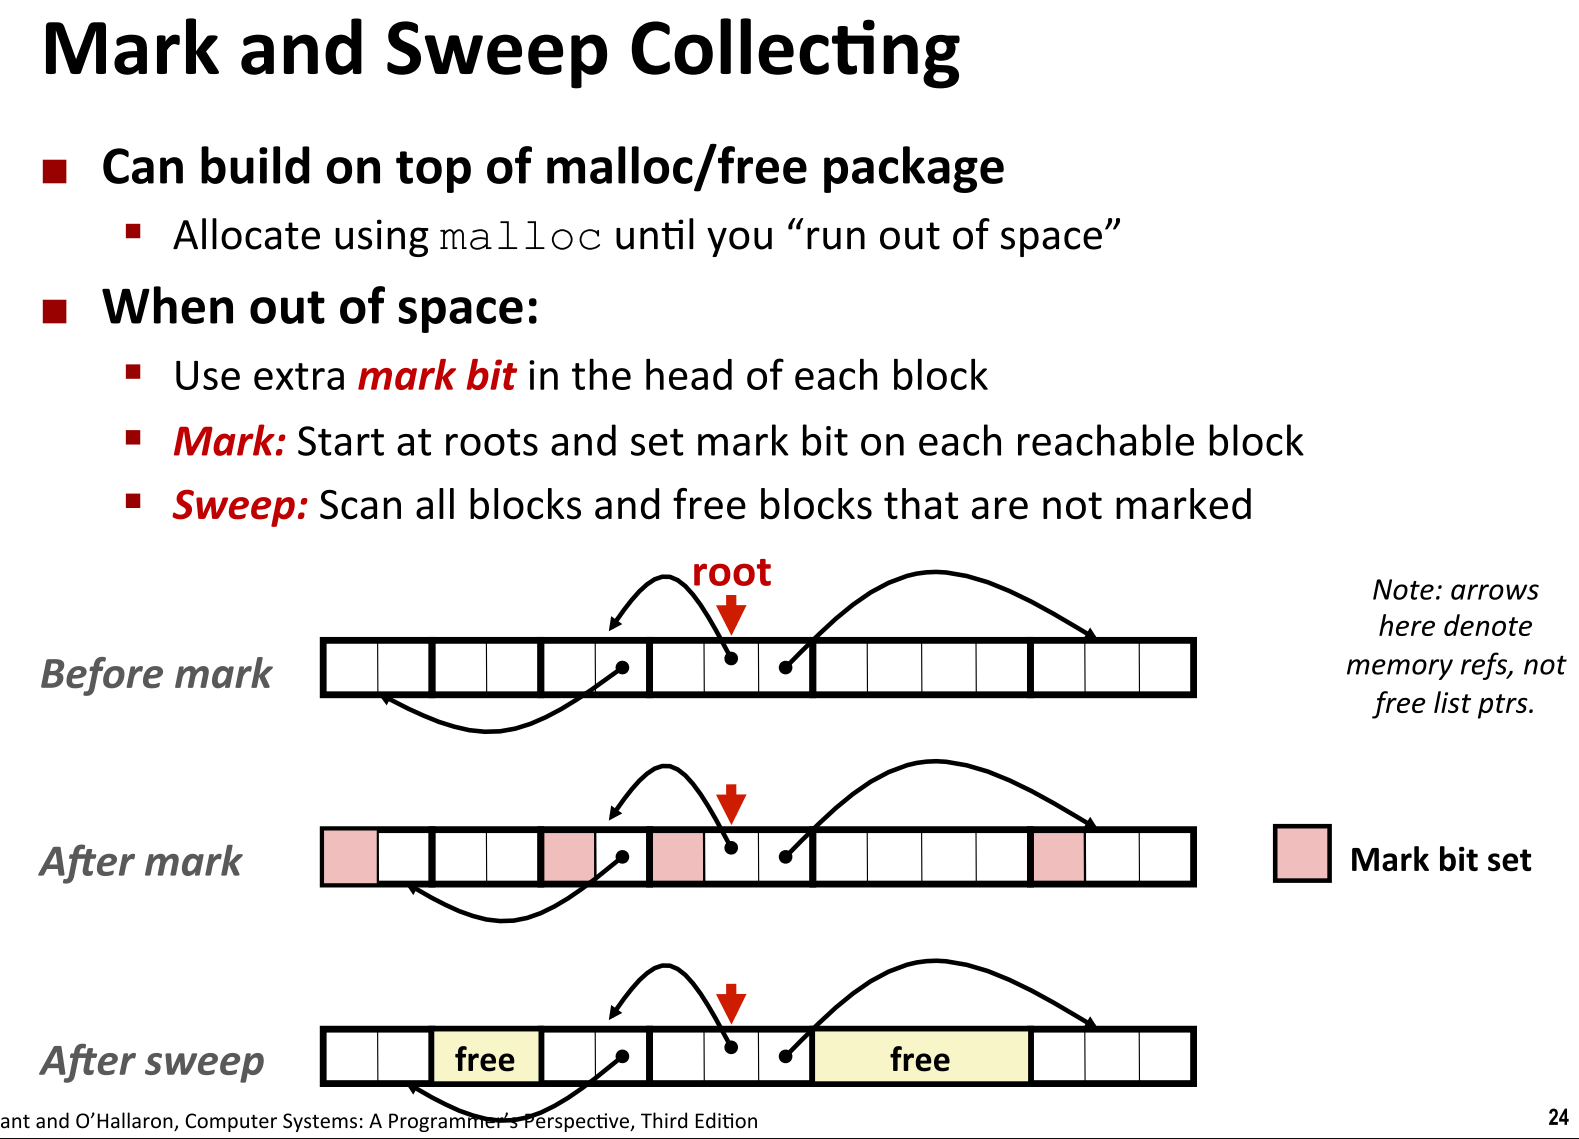 Mark and Sweep Collecting
Can build on top of malloc/free package
Allocate using malloc until you “run out of space”
When out of space:
Use extra mark bit in the head of each block
Mark: Start at roots and set mark bit on each reachable block
Sweep: Scan all blocks and free blocks that are not marked
root
Note: arrows
here denote
memory refs, not
free list ptrs.
Before mark
After mark
Mark bit set
After sweep
free
free
ant and O’Hallaron, Computer Systems: A Programmer’s Perspective, Third Edition
24